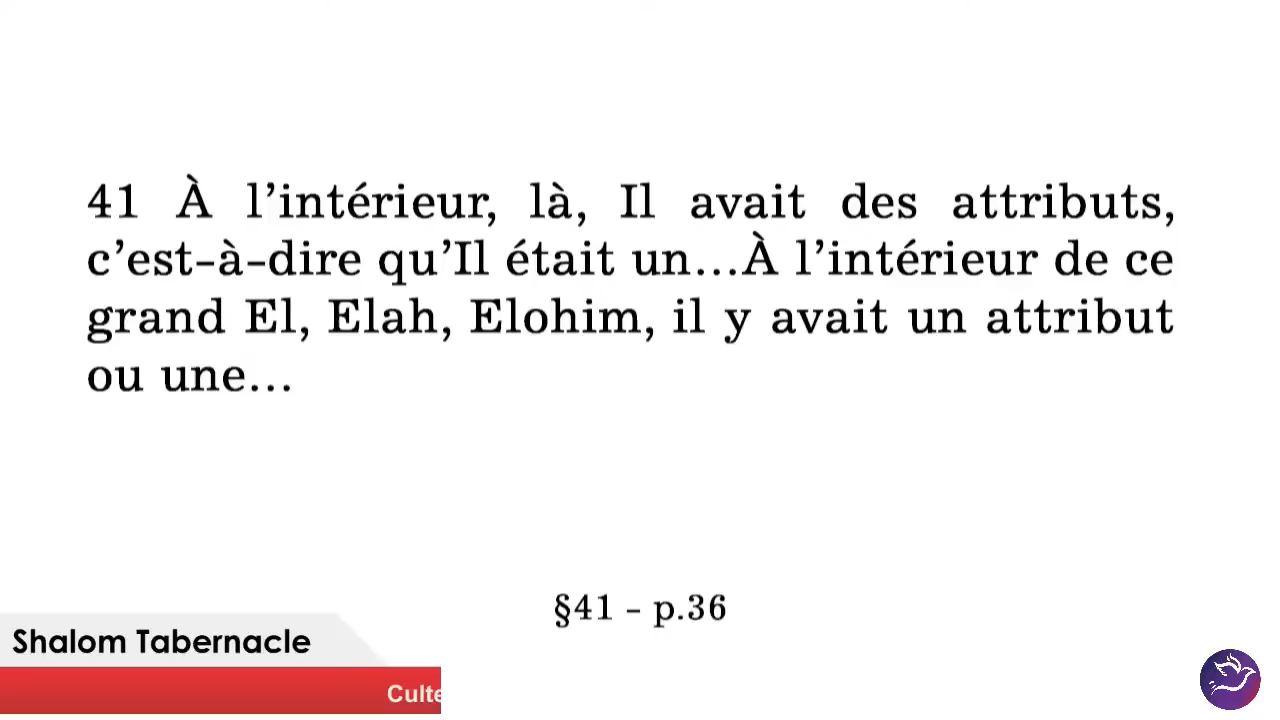 41 À l’intérieur, là, Il avait des attributs,
c’est-à-dire qu’Il était un...À l’intérieur de ce
grand El, Elah, Elohim, il y avait un attribut
ou une...
§41 - p.36
Shalom Tabernacle
Culte